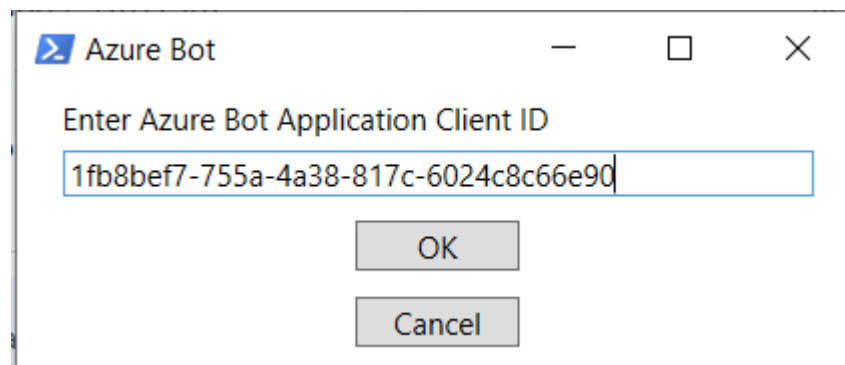 Azure Bot
Enter Azure Bot Application Client ID
1fb8bef7-755a-4a38-817c-6024c8c66e90
OK
Cancel